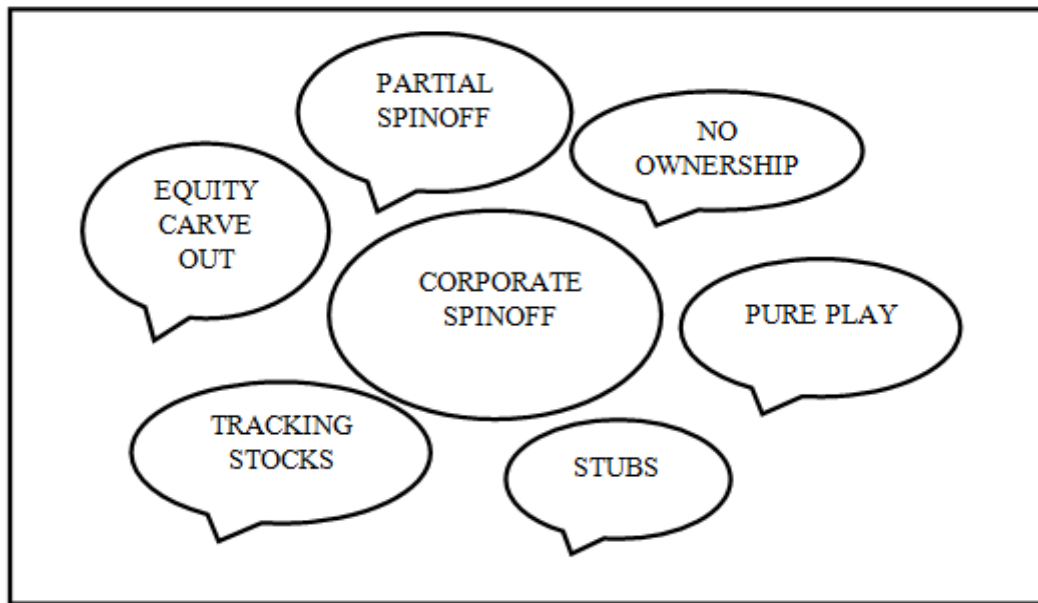 PARTIAL
SPINOFF
NO
OWNERSHIP
EQUITY
CARVE
OUT
CORPORATE
SPINOFF
PURE PLAY
TRACKING
STOCKS
STUBS